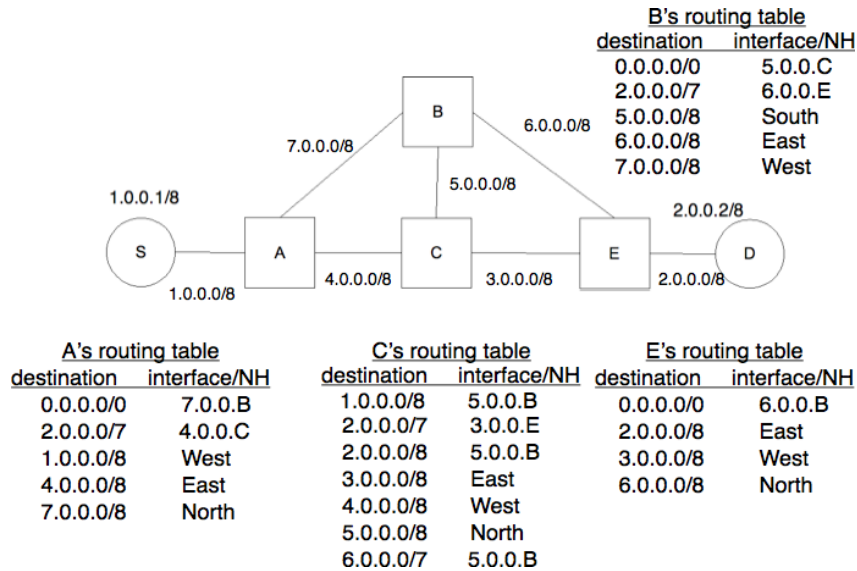 B's routing table
destination interface/NH
0.0.0.0/0 5.0.0.C
2.0.0.0/7 6.0.0.E
5.0.0.0/8 South
6.0.0.0/8 East
7.0.0.0/8 West
B
6.0.0.0/8
7.0.0.0/8
5.0.0.0/8
1.0.0.1/8
2.0.0.2/8
S A C E D
1.0.0.0/8 4.0.0.0/8 3.0.0.0/8 2.0.0.0/8
A's routing table
destination interface/NH
0.0.0.0/0 7.0.0.B
2.0.0.0/7 4.0.0.C
1.0.0.0/8 West
4.0.0.0/8 East
7.0.0.0/8 North
C's routing table
destination interface/NH
1.0.0.0/8 5.0.0.B
2.0.0.0/7 3.0.0.E
2.0.0.0/8 5.0.0.B
3.0.0.0/8 East
4.0.0.0/8 West
5.0.0.0/8 North
6.0.0.0/7 5.0.0.B
E's routing table
destination interface/NH
0.0.0.0/0 6.0.0.B
2.0.0.0/8 East
3.0.0.0/8 West
6.0.0.0/8 North